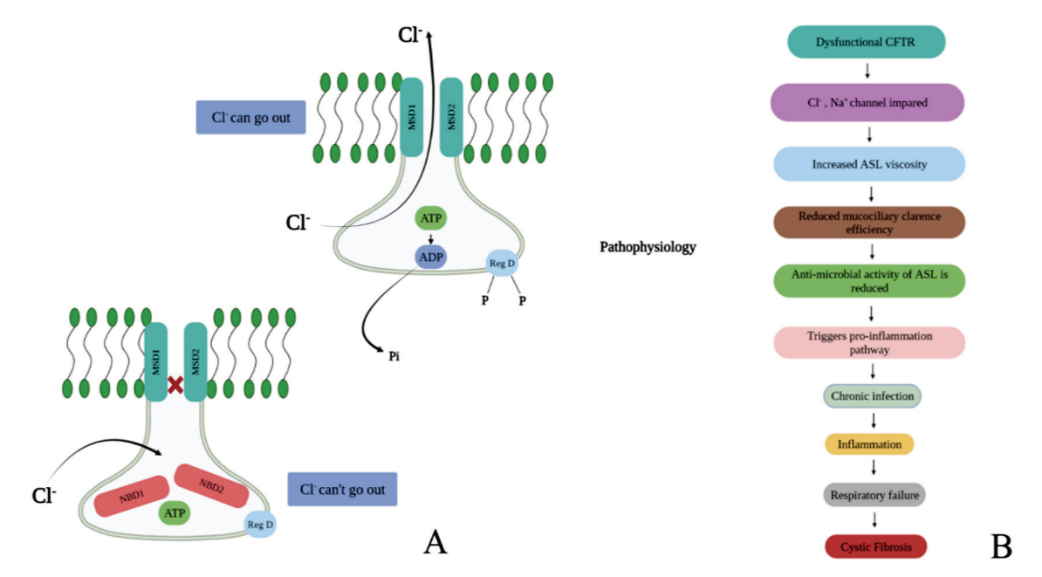 Cl-
Cl- can go out
MSD1
MSD2
Cl-
ATP
ADP
Reg D
P
P
Pi
MSD1
MSD2
Cl-
NBD1
NBD2
ATP
Reg D
Cl- can't go out
A
Pathophysiology
Dysfunctional CFTR
Cl- , Na+ channel impared
Increased ASL viscosity
Reduced mucociliary clarence
efficiency
Anti-microbial activity of ASL is
reduced
Triggers pro-inflammation
pathway
Chronic infection
Inflammation
Respiratory failure
Cystic Fibrosis
B